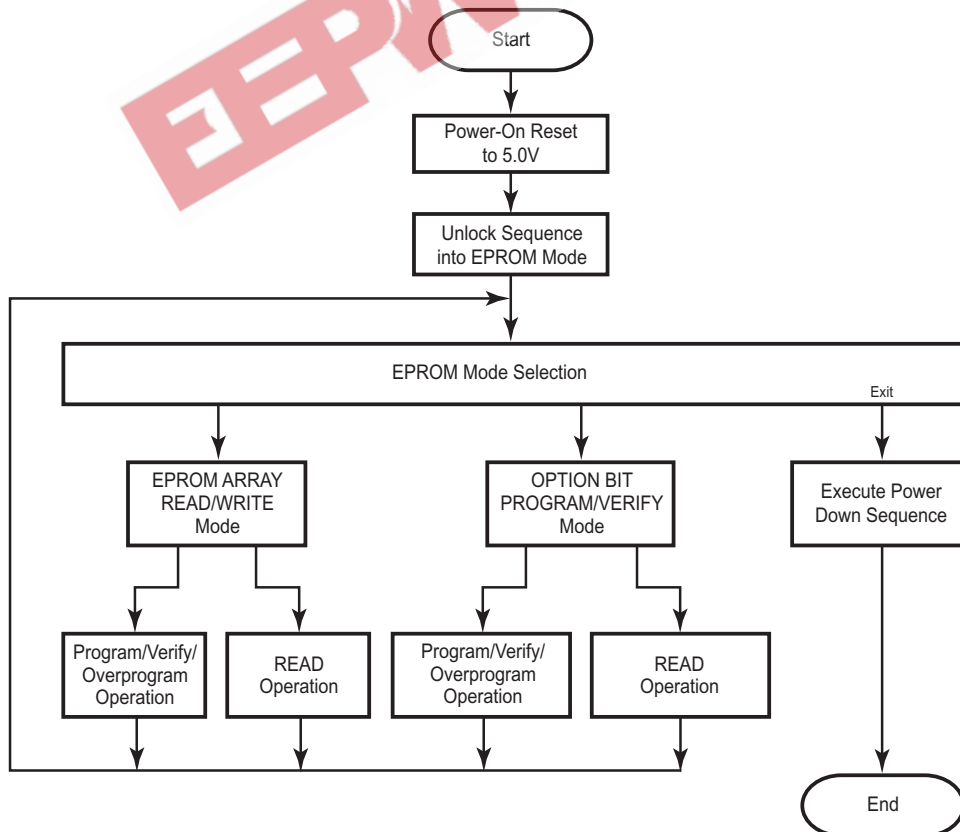 Start
Power-On Reset
to 5.0V
Unlock Sequence
into EPROM Mode
EPROM Mode Selection
Exit
EPROM ARRAY
READ/WRITE
Mode
OPTION BIT
PROGRAM/VERIFY
Mode
Execute Power
Down Sequence
Program/Verify/
Overprogram
Operation
READ
Operation
Program/Verify/
Overprogram
Operation
READ
Operation
End